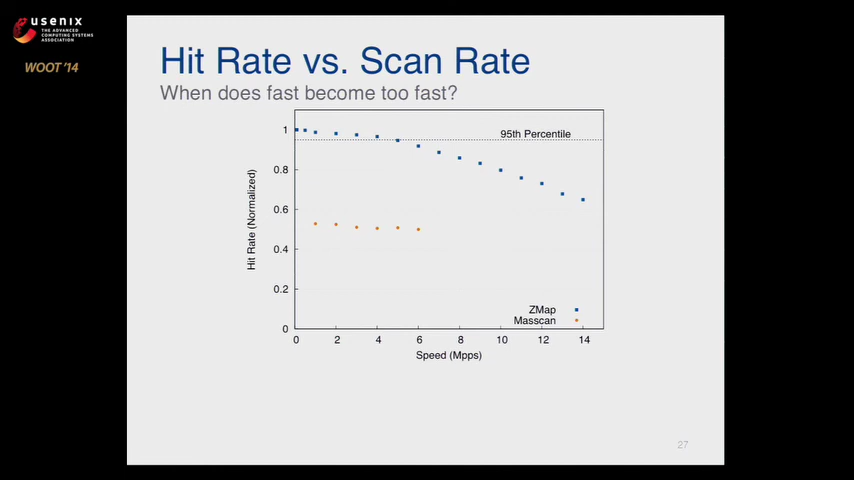 usenix
THE ADVANCED
COMPUTING SYSTEMS
ASSOCIATION
WOOT '14
Hit Rate vs. Scan Rate
When does fast become too fast?
1
0.8
0.6
0.4
0.2
0
Hit Rate (Normalized)
95th Percentile
ZMap
Masscan
0 2 4 6 8 10 12 14
Speed (Mpps)
27